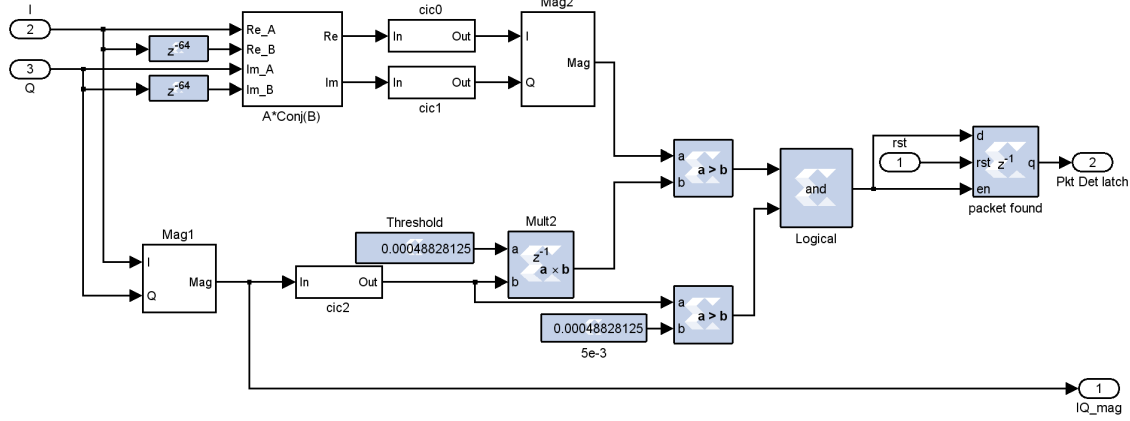 I
2
3
Q
z-64
z-64
Re_A
Re_B
Im_A
Im_B
Re
Im
A*Conj(B)
cic0
In
Out
In
Out
cic1
Mag2
I
Q
Mag
a
b
a > b
and
Logical
rst
1
d
rst
en
z-1
q
packet found
2
Pkt Det latch
Mag1
I
Q
Mag
In
Out
cic2
Threshold
0.00048828125
Mult2
a
b
z-1
a × b
0.00048828125
5e-3
a
b
a > b
1
IQ_mag